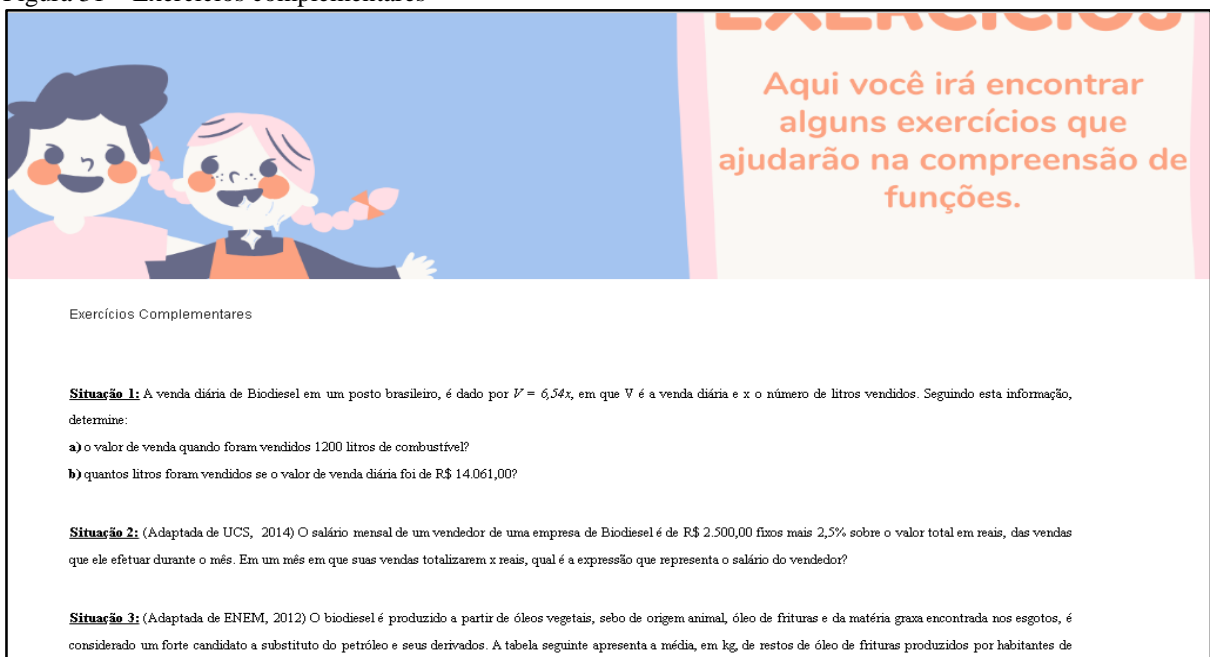 Figura 31 – Exercícios complementares
EXERCÍCIOS
Aqui você irá encontrar
alguns exercícios que
ajudarão na compreensão de
funções.
Exercícios Complementares
Situação 1: A venda diária de Biodiesel em um posto brasileiro, é dado por V = 6,54x, em que V é a venda diária e x o número de litros vendidos. Seguindo esta informação,
determine:
a) o valor de venda quando foram vendidos 1200 litros de combustível?
b) quantos litros foram vendidos se o valor de venda diária foi de R$ 14.061,00?
Situação 2: (Adaptada de UCS, 2014) O salário mensal de um vendedor de uma empresa de Biodiesel é de R$ 2.500,00 fixos mais 2,5% sobre o valor total em reais, das vendas
que ele efetuar durante o mês. Em um mês em que suas vendas totalizarem x reais, qual é a expressão que representa o salário do vendedor?
Situação 3: (Adaptada de ENEM, 2012) O biodiesel é produzido a partir de óleos vegetais, sebo de origem animal, óleo de frituras e da matéria graxa encontrada nos esgotos, é
considerado um forte candidato a substituto do petróleo e seus derivados. A tabela seguinte apresenta a média, em kg, de restos de óleo de frituras produzidos por habitantes de